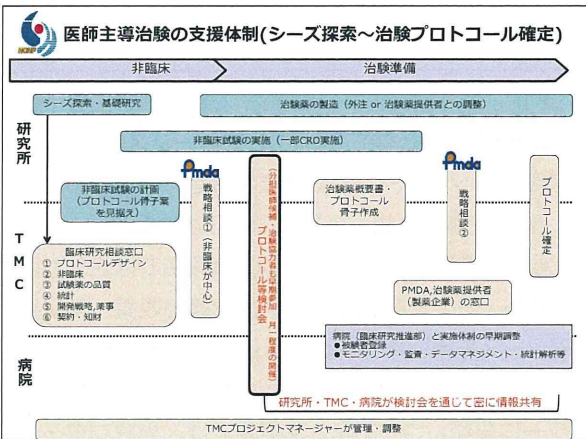 NCNP
医師主導治験の支援体制(シーズ探索～治験プロトコール確定)
非臨床
治験準備
研究所
シーズ探索・基礎研究
治験薬の製造（外注 or 治験薬提供者との調整）
非臨床試験の実施（一部CRO実施）
非臨床試験の計画
（プロトコール骨子案
を見据え）
Pmda
戦略相談①（非臨床が中心）
プロトコール等検討会
（分担医師候補・治験協力者も早期参加　月一程度の開催）
治験薬概要書・
プロトコール
骨子作成
Pmda
戦略相談②
プロトコール確定
TMC
臨床研究相談窓口
① プロトコールデザイン
② 非臨床
③ 試験薬の品質
④ 統計
⑤ 開発戦略,薬事
⑥ 契約・知財
PMDA,治験薬提供者
（製薬企業）の窓口
病院
病院（臨床研究推進部）と実施体制の早期調整
●被験者登録
●モニタリング・監査・データマネジメント・統計解析等
研究所・TMC・病院が検討会を通じて密に情報共有
TMCプロジェクトマネージャーが管理・調整